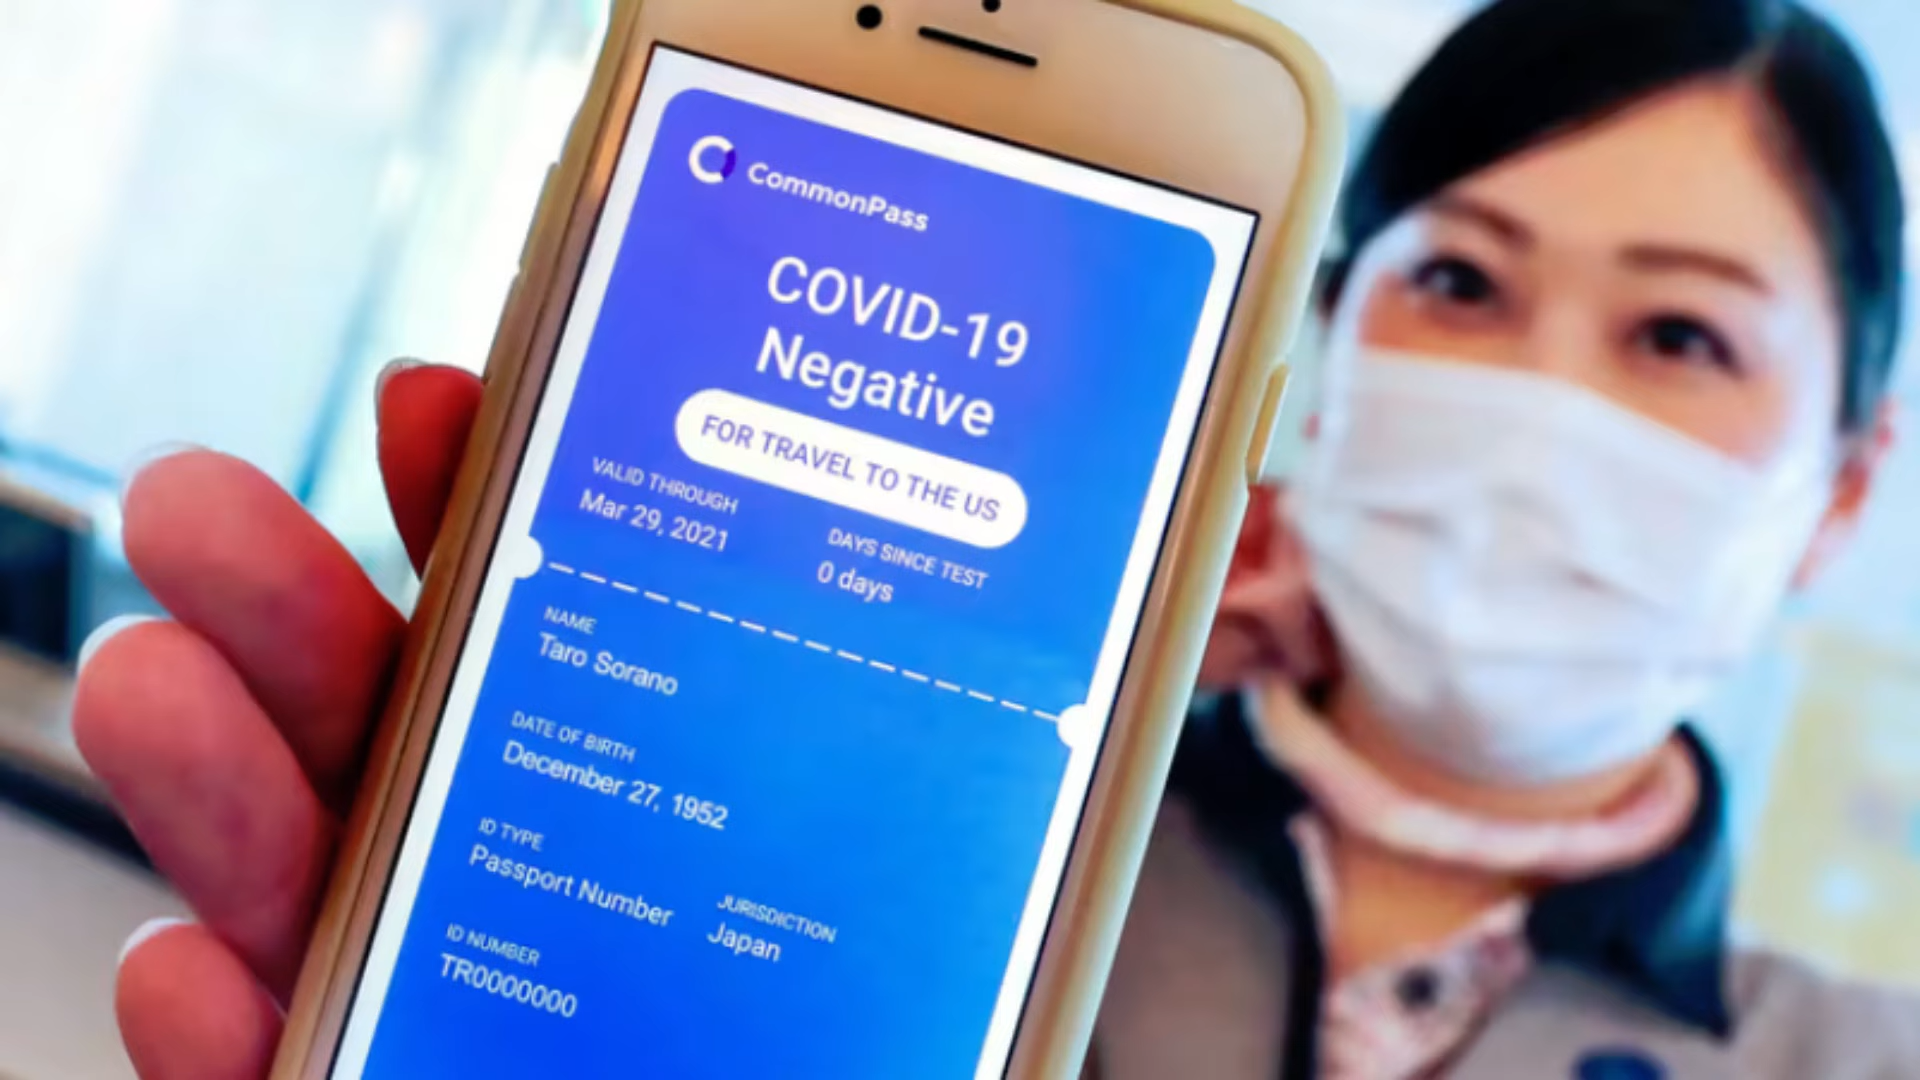 CommonPass
COVID-19
Negative
FOR TRAVEL TO THE US
VALID THROUGH
Mar 29, 2021
DAYS SINCE TEST
0 days
NAME
Taro Sorano
DATE OF BIRTH
December 27, 1952
ID TYPE
Passport Number
JURISDICTION
Japan
ID NUMBER
TR0000000